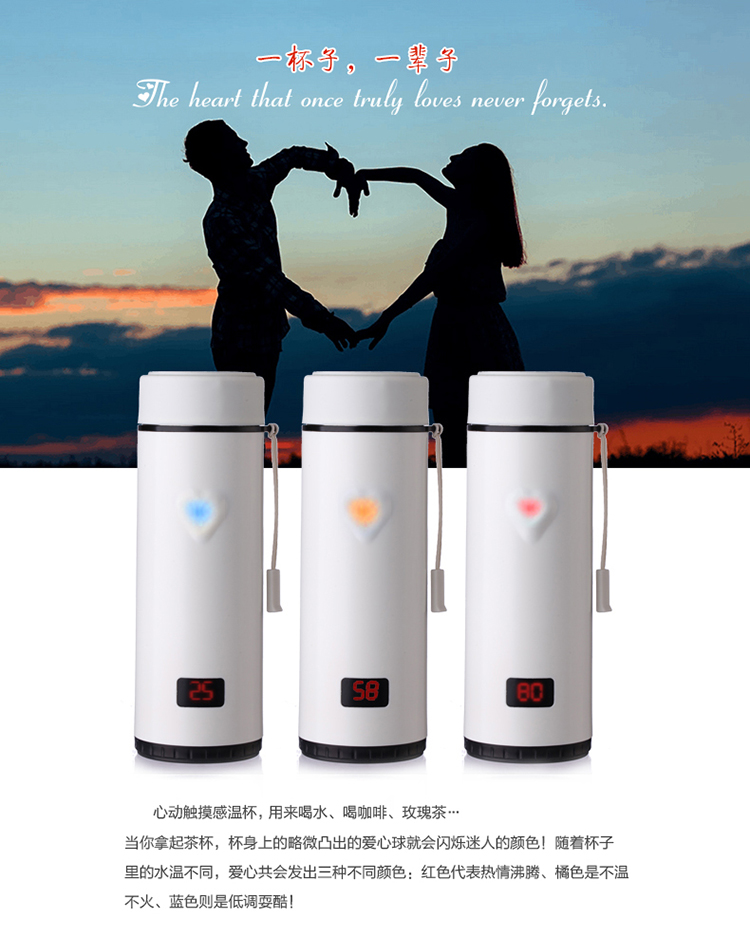 一杯子，一辈子
The heart that once truly loves never forgets.
25 58 80
心动触摸感温杯，用来喝水、喝咖啡、玫瑰茶…
当你拿起茶杯，杯身上的略微凸出的爱心球就会闪烁迷人的颜色！随着杯子
里的水温不同，爱心共会发出三种不同颜色：红色代表热情沸腾、橘色是不温
不火、蓝色则是低调耍酷！